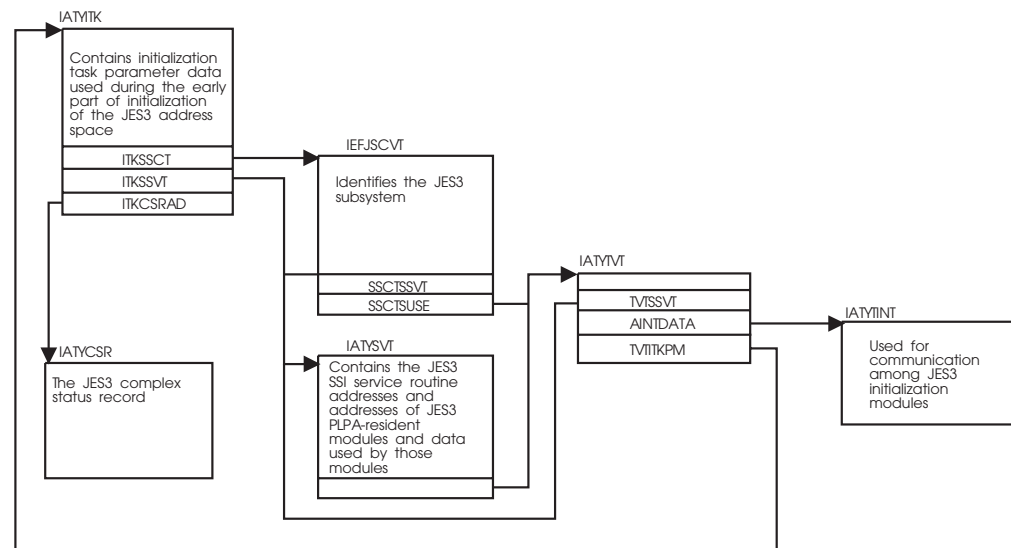 IATYITK
Contains initialization
task parameter data
used during the early
part of initialization
of the JES3 address
space
ITKSSCT
ITKSSVT
ITKCSRAD
IEFJSCVT
Identifies the JES3
subsystem
SSCTSSVT
SSCTSUSE
IATYCSR
The JES3 complex
status record
IATYSVT
Contains the JES3
SSI service routine
addresses and
addresses of JES3
PLPA-resident
modules and data
used by those
modules
IATYTVT
TVTSSVT
AINTDATA
TVTITKPM
IATYTINT
Used for
communication
among JES3
initialization
modules